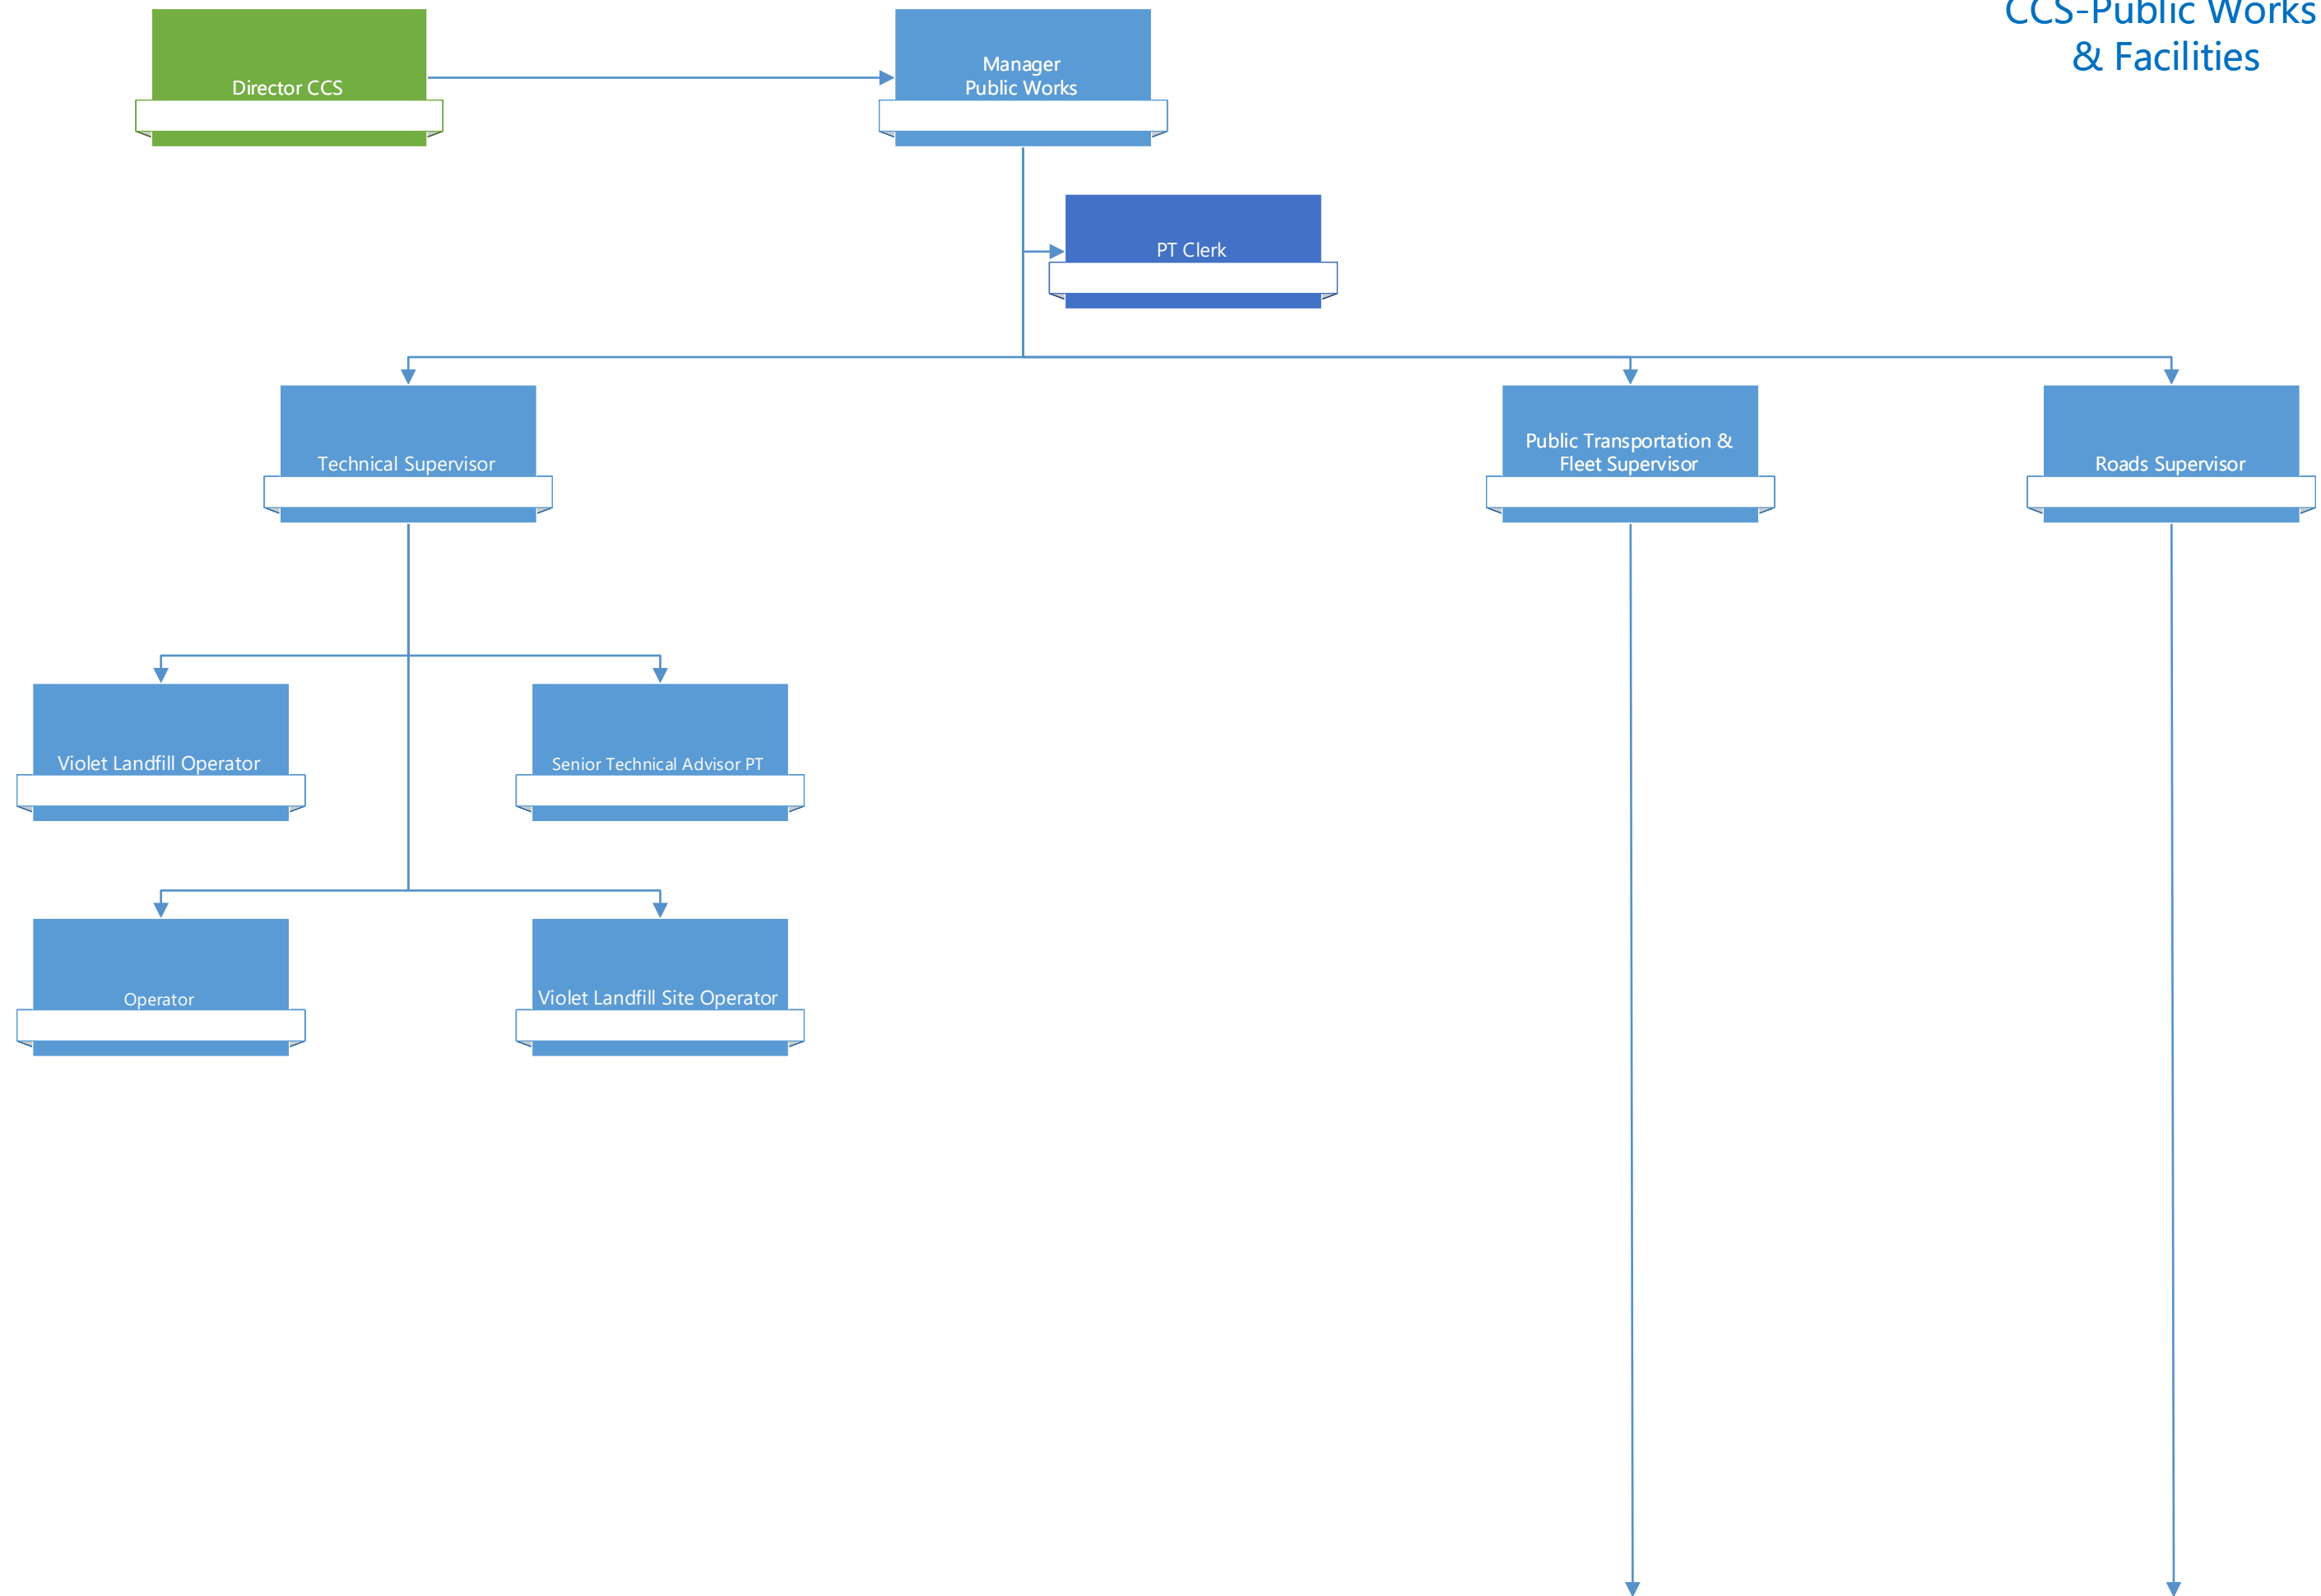 CCS-Public Works
& Facilities
Director CCS
Manager
Public Works
PT Clerk
Technical Supervisor
Public Transportation &
Fleet Supervisor
Roads Supervisor
Violet Landfill Operator
Senior Technical Advisor PT
Operator
Violet Landfill Site Operator